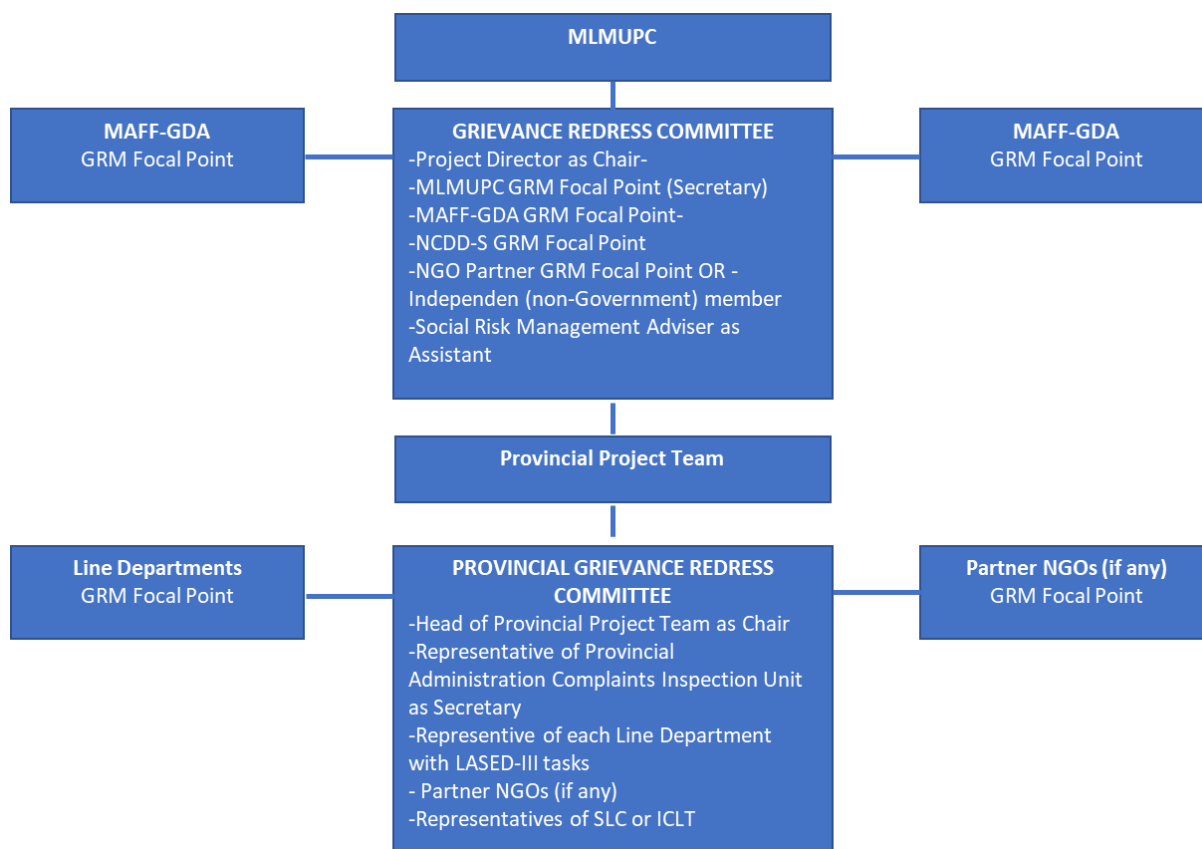 MLMUPC
MAFF-GDA
GRM Focal Point
GRIEVANCE REDRESS COMMITTEE
-Project Director as Chair-
-MLMUPC GRM Focal Point (Secretary)
-MAFF-GDA GRM Focal Point-
-NCDD-S GRM Focal Point
-NGO Partner GRM Focal Point OR -
Independen (non-Government) member
-Social Risk Management Adviser as
Assistant
MAFF-GDA
GRM Focal Point
Provincial Project Team
Line Departments
GRM Focal Point
PROVINCIAL GRIEVANCE REDRESS
COMMITTEE
-Head of Provincial Project Team as Chair
-Representative of Provincial
Administration Complaints Inspection Unit
as Secretary
-Representive of each Line Department
with LASED-III tasks
- Partner NGOs (if any)
-Representatives of SLC or ICLT
Partner NGOs (if any)
GRM Focal Point